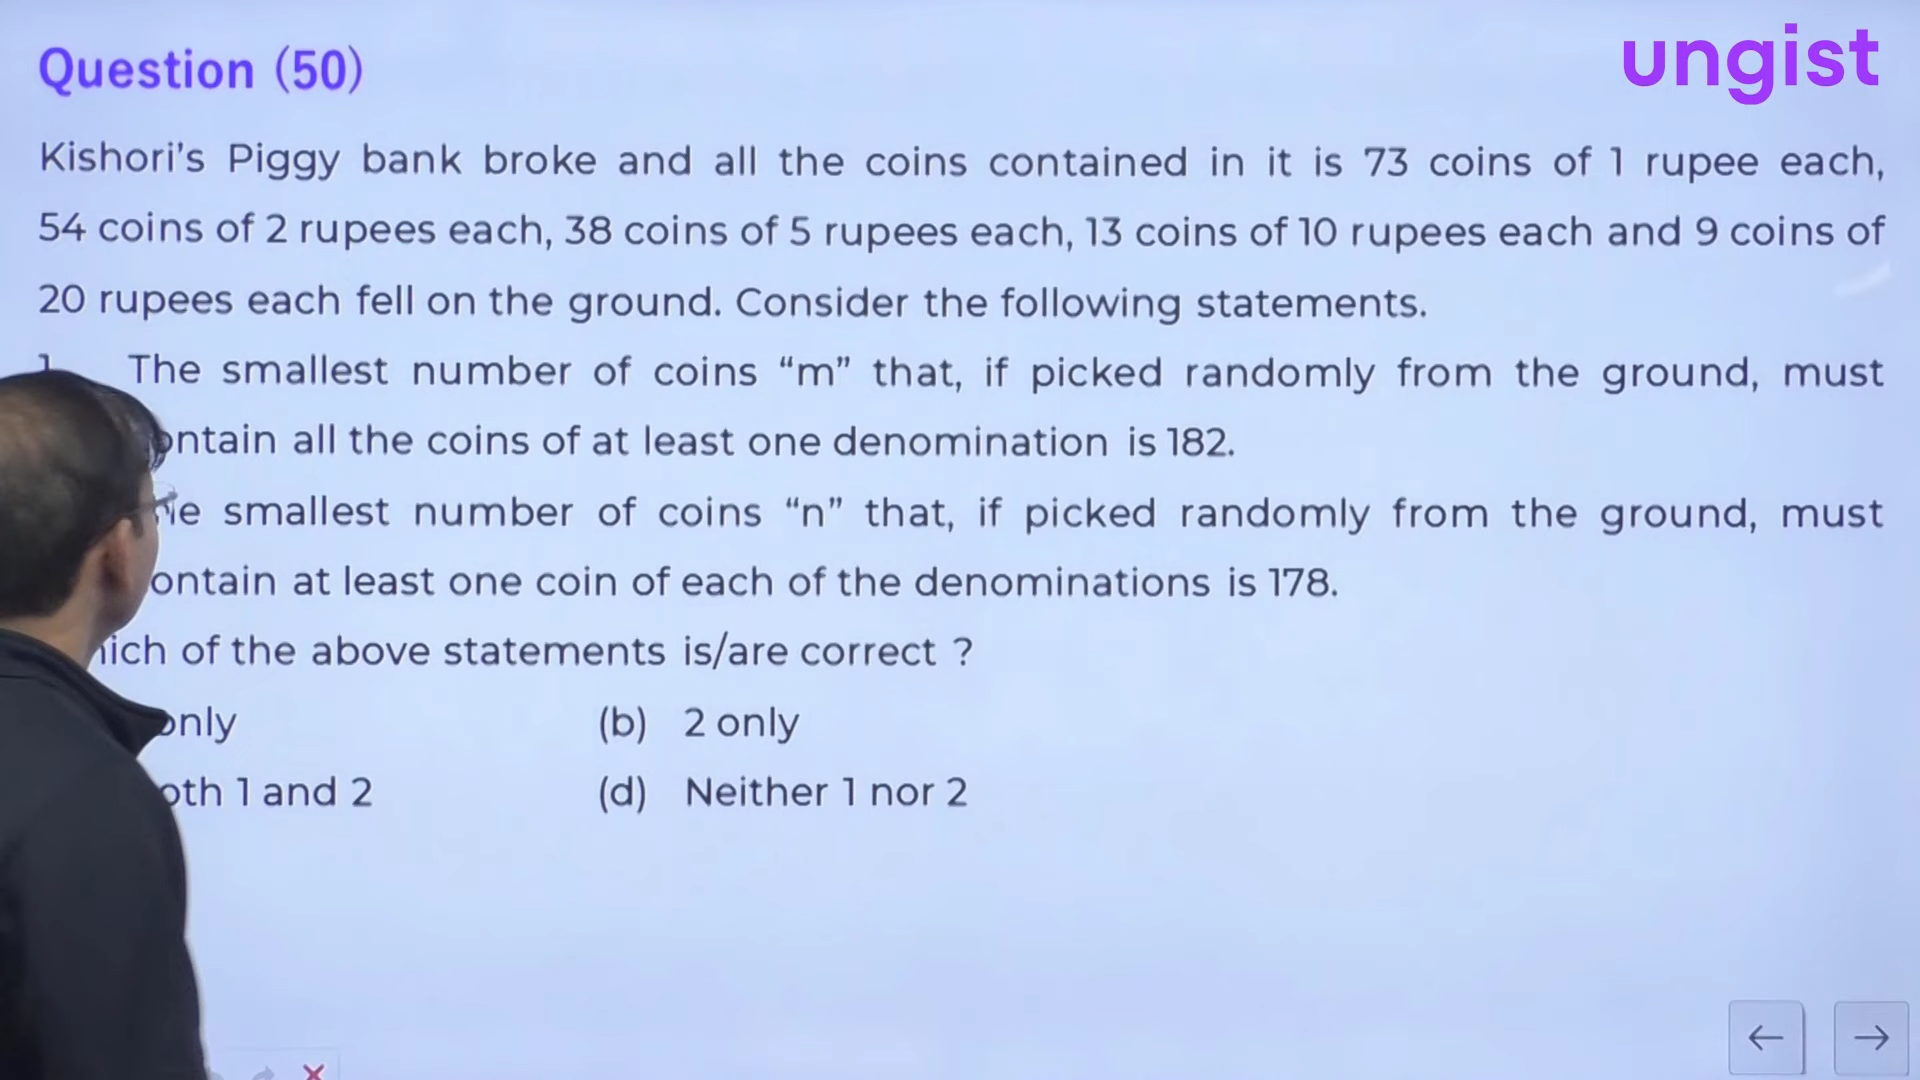 Question (50)
ungist
Kishori's Piggy bank broke and all the coins contained in it is 73 coins of 1 rupee each,
54 coins of 2 rupees each, 38 coins of 5 rupees each, 13 coins of 10 rupees each and 9 coins of
20 rupees each fell on the ground. Consider the following statements.
The smallest number of coins “m” that, if picked randomly from the ground, must
ontain all the coins of at least one denomination is 182.
smallest number of coins “n” that, if picked randomly from the ground, must
ontain at least one coin of each of the denominations is 178.
ich of the above statements is/are correct ?
only
(b) 2 only
oth 1 and 2
(d) Neither 1 nor 2